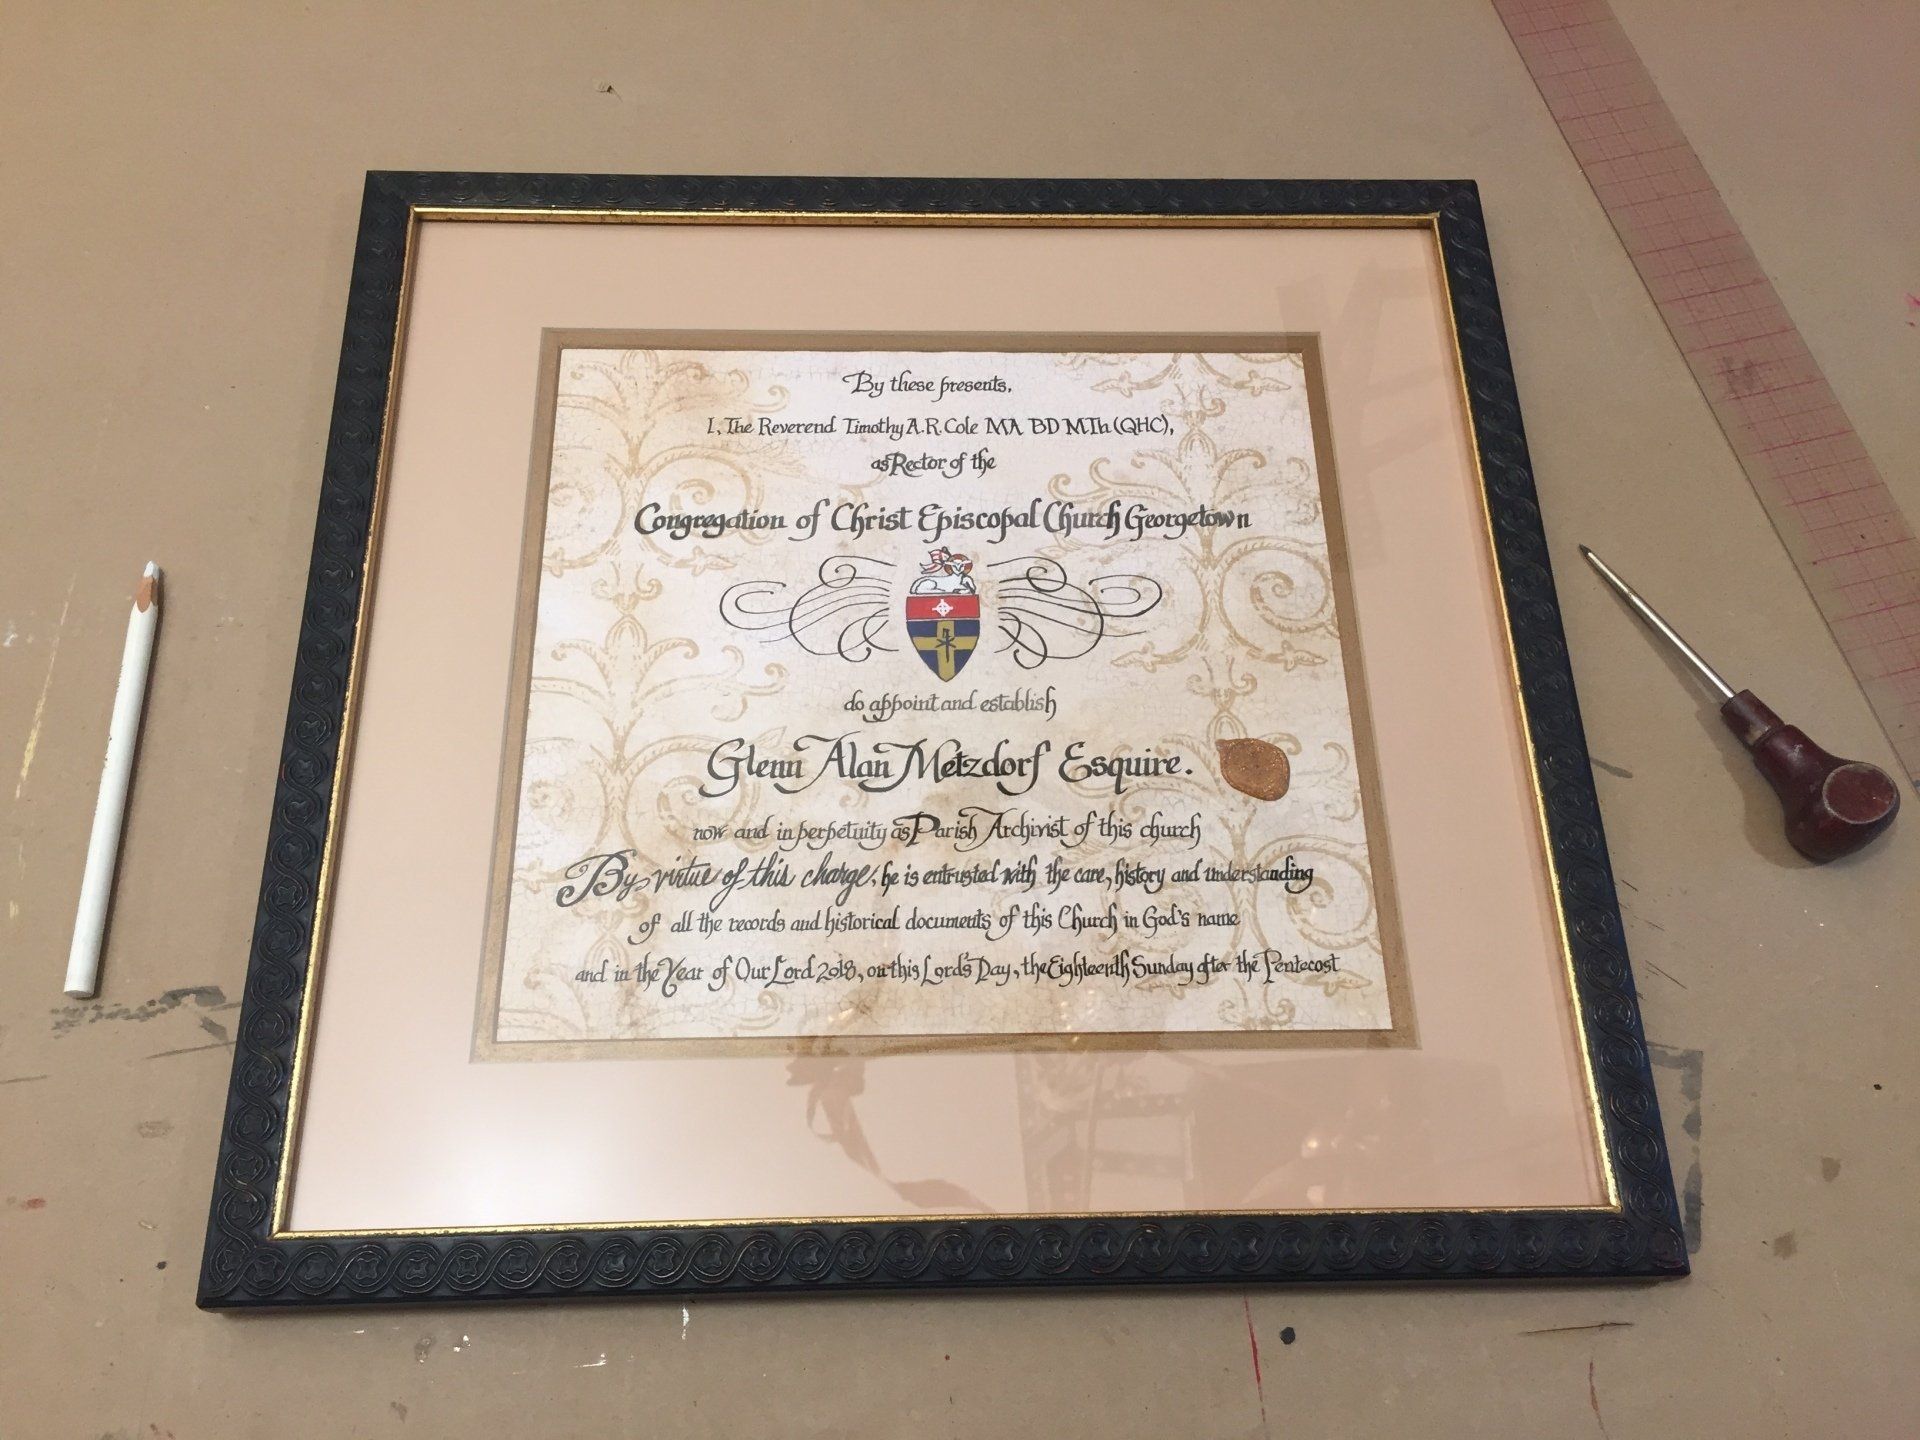 By these presents,
I, The Reverend Timothy A.R. Cole MA BD MTh (QHC),
as Rector of the
Congregation of Christ Episcopal Church Georgetown
do appoint and establish
Glenn Alan Metzdorf Esquire.
now and in perpetuity as Parish Archivist of this church
By virtue of this charge, he is entrusted with the care, history and understanding
of all the records and historical documents of this Church in God's name
and in the Year of Our Lord 2018, on this Lord's Day, the Eighteenth Sunday after the Pentecost